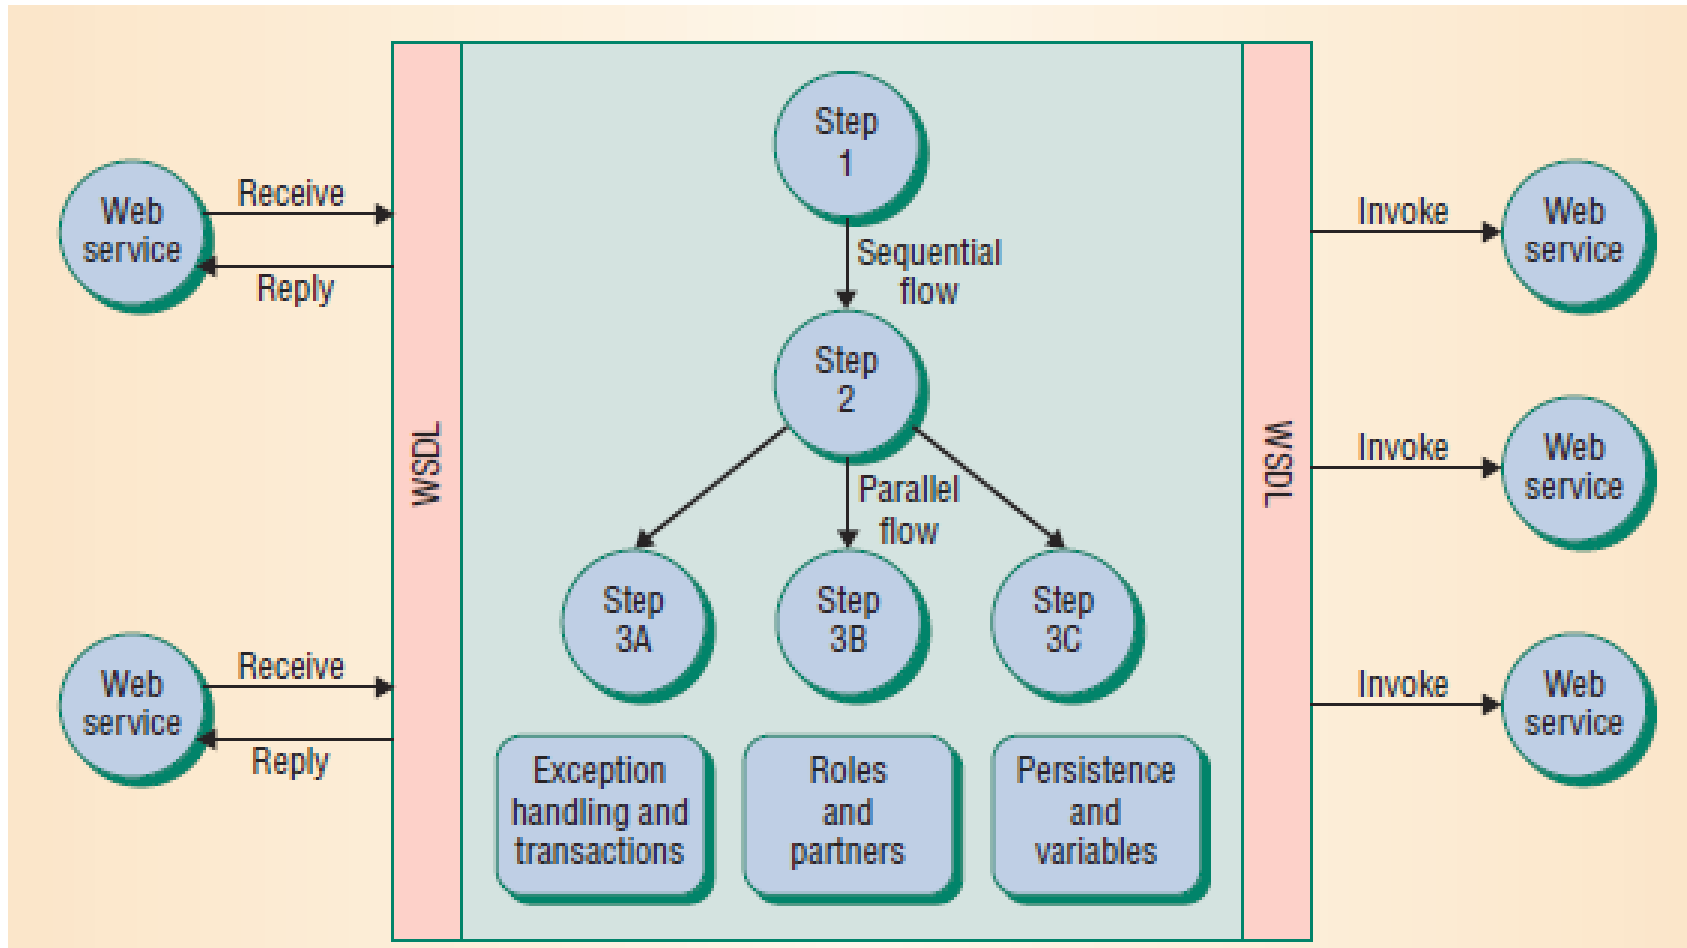 Web
service
Receive
Reply
Web
service
Receive
Reply
WSDL
Step
1
Sequential
flow
Step
2
Parallel
flow
Step
3A
Step
3B
Step
3C
Exception
handling and
transactions
Roles
and
partners
Persistence
and
variables
WSDL
Invoke
Web
service
Invoke
Web
service
Invoke
Web
service